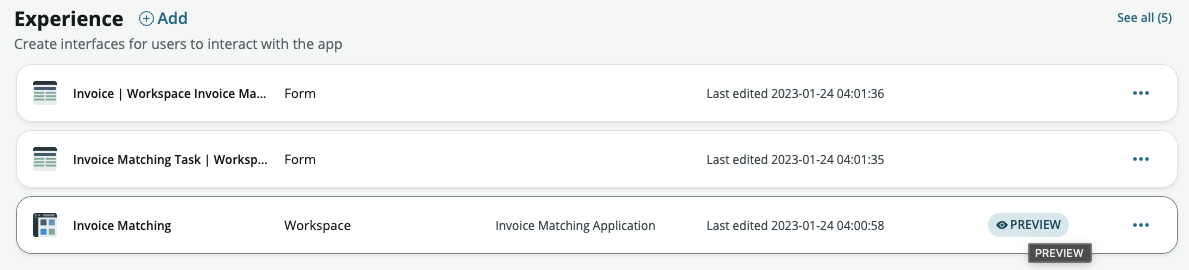 Experience Add See all (5)
Create interfaces for users to interact with the app
Invoice | Workspace Invoice Ma... Form Last edited 2023-01-24 04:01:36
Invoice Matching Task | Worksp... Form Last edited 2023-01-24 04:01:35
Invoice Matching Workspace Invoice Matching Application Last edited 2023-01-24 04:00:58 PREVIEW
PREVIEW